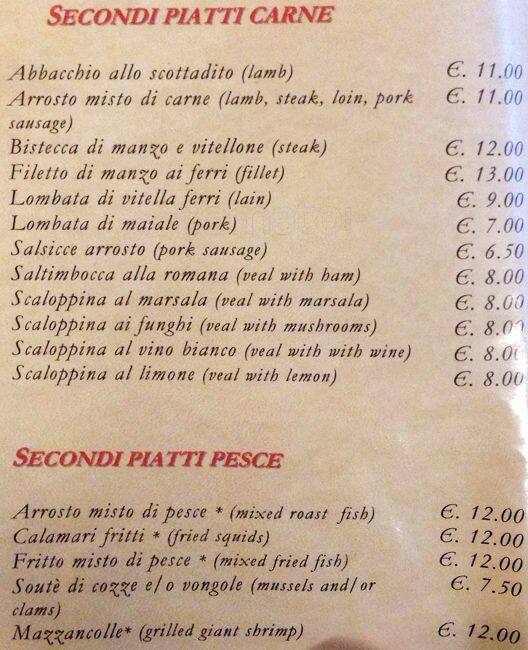 SECONDI PIATTI CARNE
Abbacchio allo scottadito (lamb) €. 11.00
Arrosto misto di carne (lamb, steak, loin, pork €. 11.00
sausage)
Bistecca di manzo e vitellone (steak) €. 12.00
Filetto di manzo ai ferri (fillet) €. 13.00
Lombata di vitella ferri (lain) €. 9.00
Lombata di maiale (pork) €. 7.00
Salsicce arrosto (pork sausage) €. 6.50
Saltimbocca alla romana (veal with ham) €. 8.00
Scaloppina al marsala (veal with marsala) €. 8.00
Scaloppina ai funghi (veal with mushrooms) €. 8.00
Scaloppina al vino bianco (veal with with wine) €. 8.00
Scaloppina al limone (veal with lemon) €. 8.00
SECONDI PIATTI PESCE
Arrosto misto di pesce * (mixed roast fish) €. 12.00
Calamari fritti * (fried squids) €. 12.00
Fritto misto di pesce * (mixed fried fish) €. 12.00
Soutè di cozze e/o vongole (mussels and/or €. 7.50
clams)
Mazzancolle* (grilled giant shrimp) €. 12.00